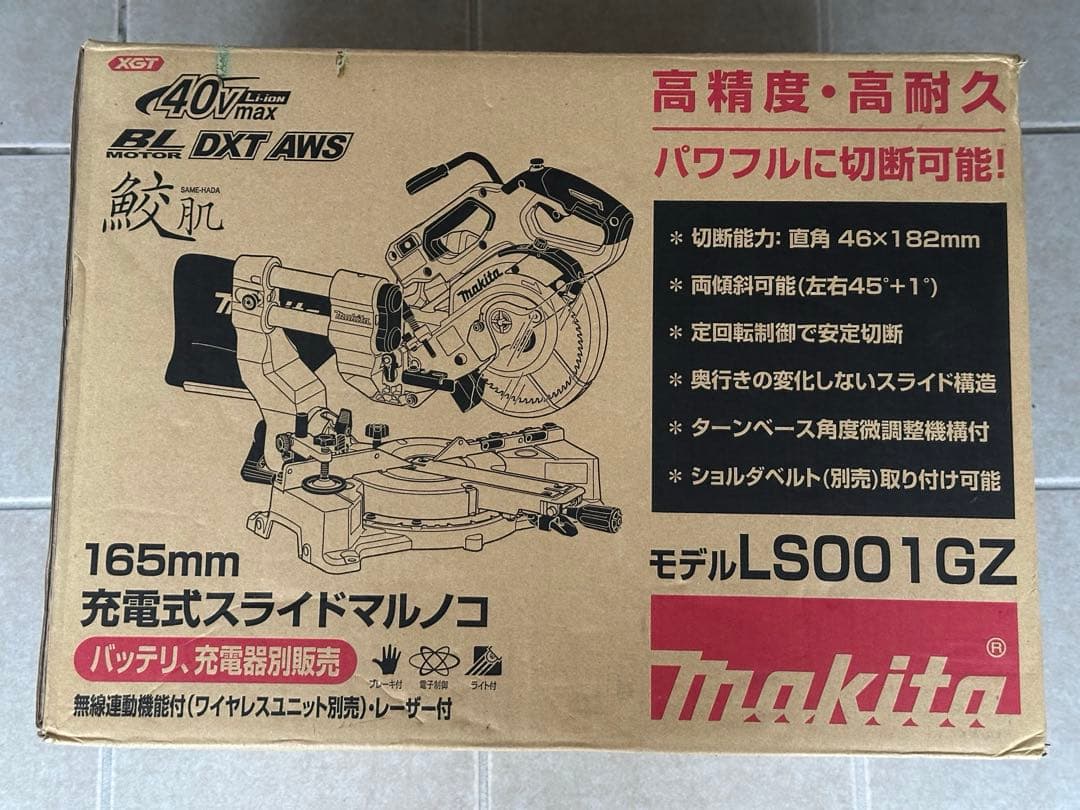 XGT
40Vmax Li-ion
BL MOTOR DXT AWS
鮫肌 SAME-HADA
Makita
makita
165mm
充電式スライドマルノコ
バッテリ、充電器別販売
ブレーキ付 電子制御 ライト付
無線連動機能付(ワイヤレスユニット別売)・レーザー付
高精度・高耐久
パワフルに切断可能!
* 切断能力: 直角 46×182mm
* 両傾斜可能(左右45°+1°)
* 定回転制御で安定切断
* 奥行きの変化しないスライド構造
* ターンベース角度微調整機構付
* ショルダベルト(別売)取り付け可能
モデルLS001GZ
makita®